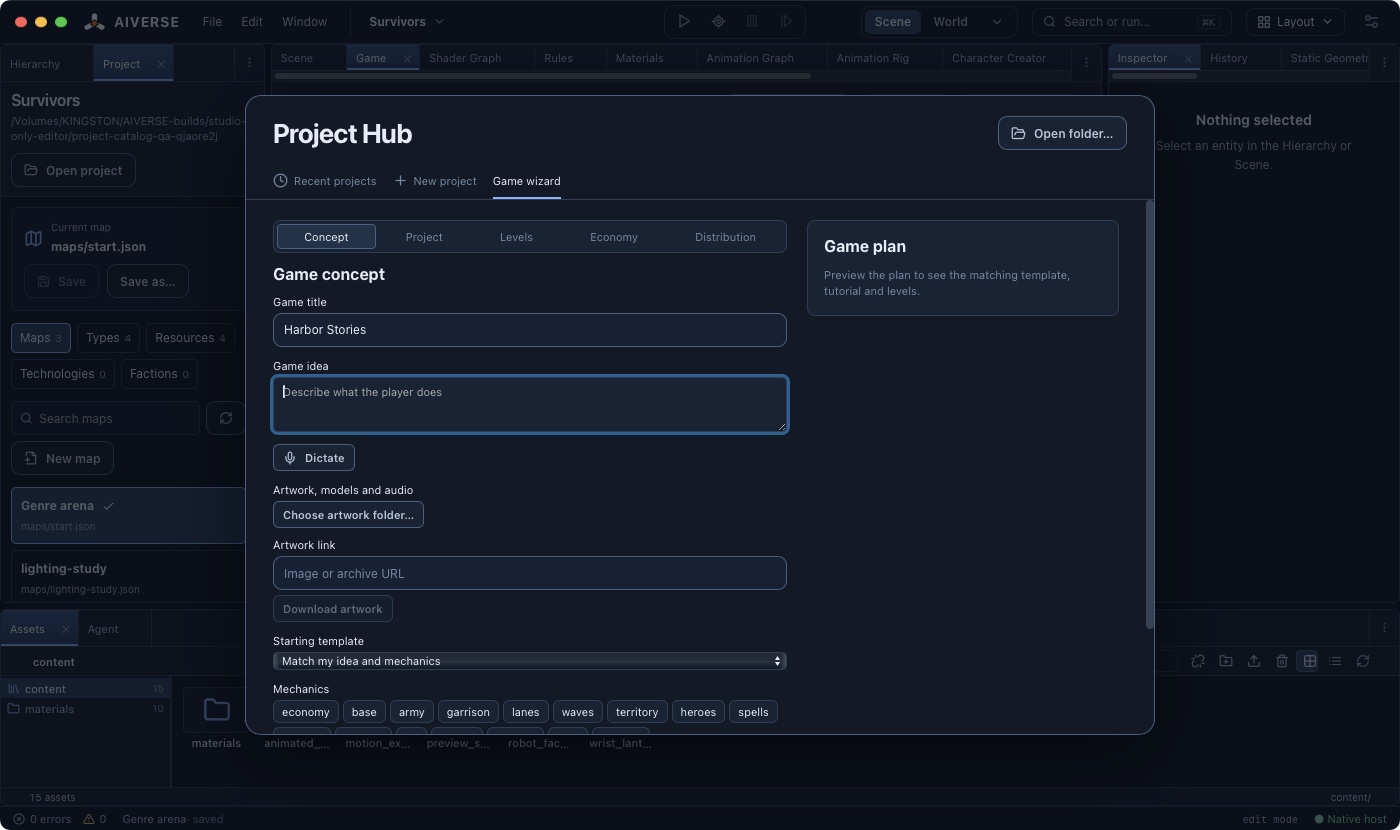 AIVERSE
File
Edit
Window
Survivors
Scene
World
Search or run...
⌘K
Layout
Hierarchy
Project
Scene
Game
Shader Graph
Rules
Materials
Animation Graph
Animation Rig
Character Creator
Inspector
History
Static Geometr
Survivors
/Volumes/KINGSTON/AIVERSE-builds/studio-
only-editor/project-catalog-qa-qjaore2j
Open project
Current map
maps/start.json
Save
Save as...
Maps 3
Types 4
Resources 4
Technologies 0
Factions 0
Search maps
New map
Genre arena
maps/start.json
lighting-study
maps/lighting-study.json
Project Hub
Open folder...
Recent projects
New project
Game wizard
Concept
Project
Levels
Economy
Distribution
Game concept
Game title
Harbor Stories
Game idea
Describe what the player does
Dictate
Artwork, models and audio
Choose artwork folder...
Artwork link
Image or archive URL
Download artwork
Starting template
Match my idea and mechanics
Mechanics
economy
base
army
garrison
lanes
waves
territory
heroes
spells
Game plan
Preview the plan to see the matching template,
tutorial and levels.
Nothing selected
Select an entity in the Hierarchy or
Scene.
Assets
Agent
content
content 15
materials 10
materials
animated_...
motion_ex...
preview_s...
robot_fac...
wrist_lant...
15 assets
content/
0 errors
0
Genre arena · saved
edit mode
Native host